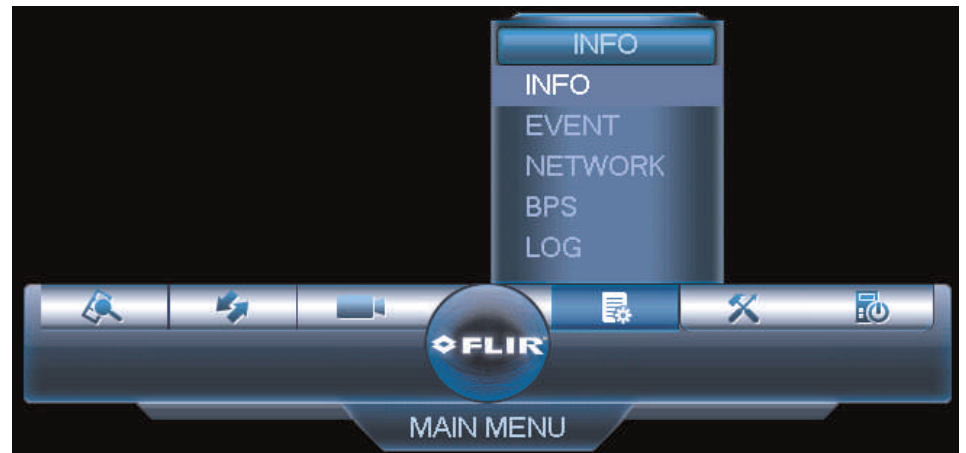 INFO
INFO
EVENT
NETWORK
BPS
LOG
FLIR
MAIN MENU